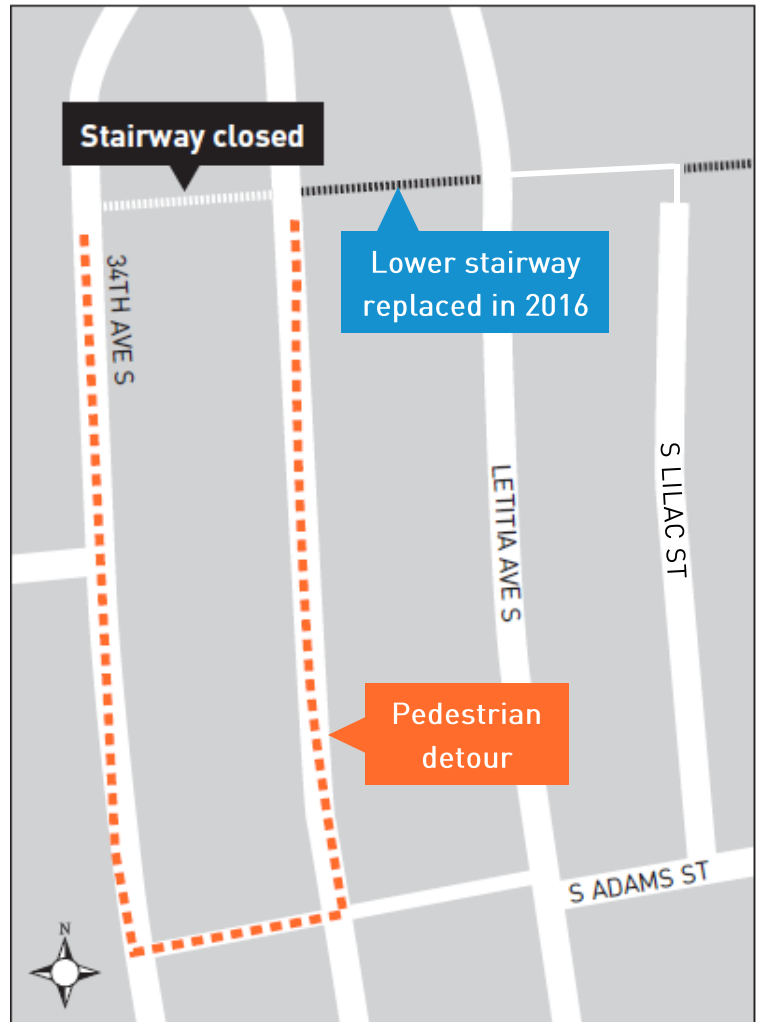 Stairway closed
Lower stairway
replaced in 2016
34TH AVE S
LETITIA AVE S
S LILAC ST
Pedestrian
detour
S ADAMS ST
N